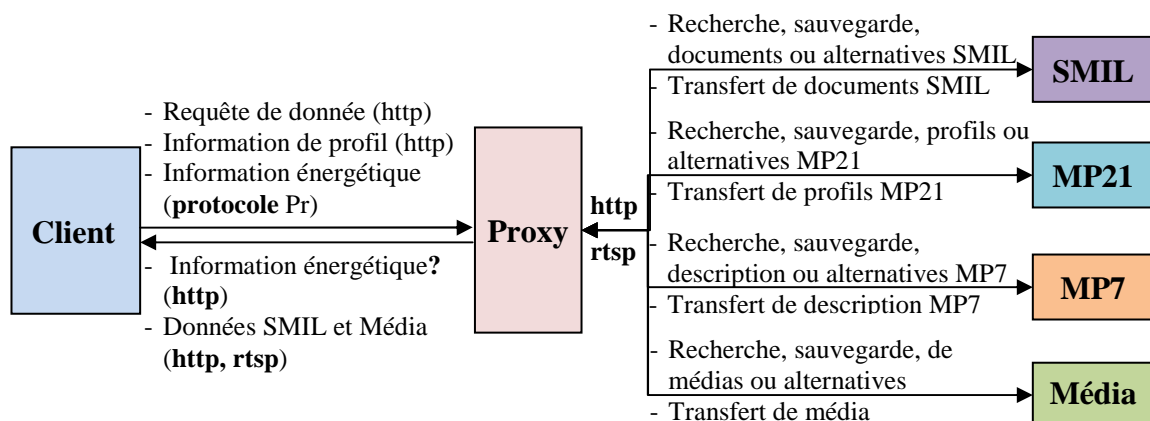 Client
- Requête de donnée (http)
- Information de profil (http)
- Information énergétique
(protocole Pr)
- Information énergétique?
(http)
- Données SMIL et Média
(http, rtsp)
Proxy
http
rtsp
- Recherche, sauvegarde,
documents ou alternatives SMIL
- Transfert de documents SMIL
SMIL
- Recherche, sauvegarde, profils ou
alternatives MP21
- Transfert de profils MP21
MP21
- Recherche, sauvegarde,
description ou alternatives MP7
- Transfert de description MP7
MP7
- Recherche, sauvegarde, de
médias ou alternatives
- Transfert de média
Média